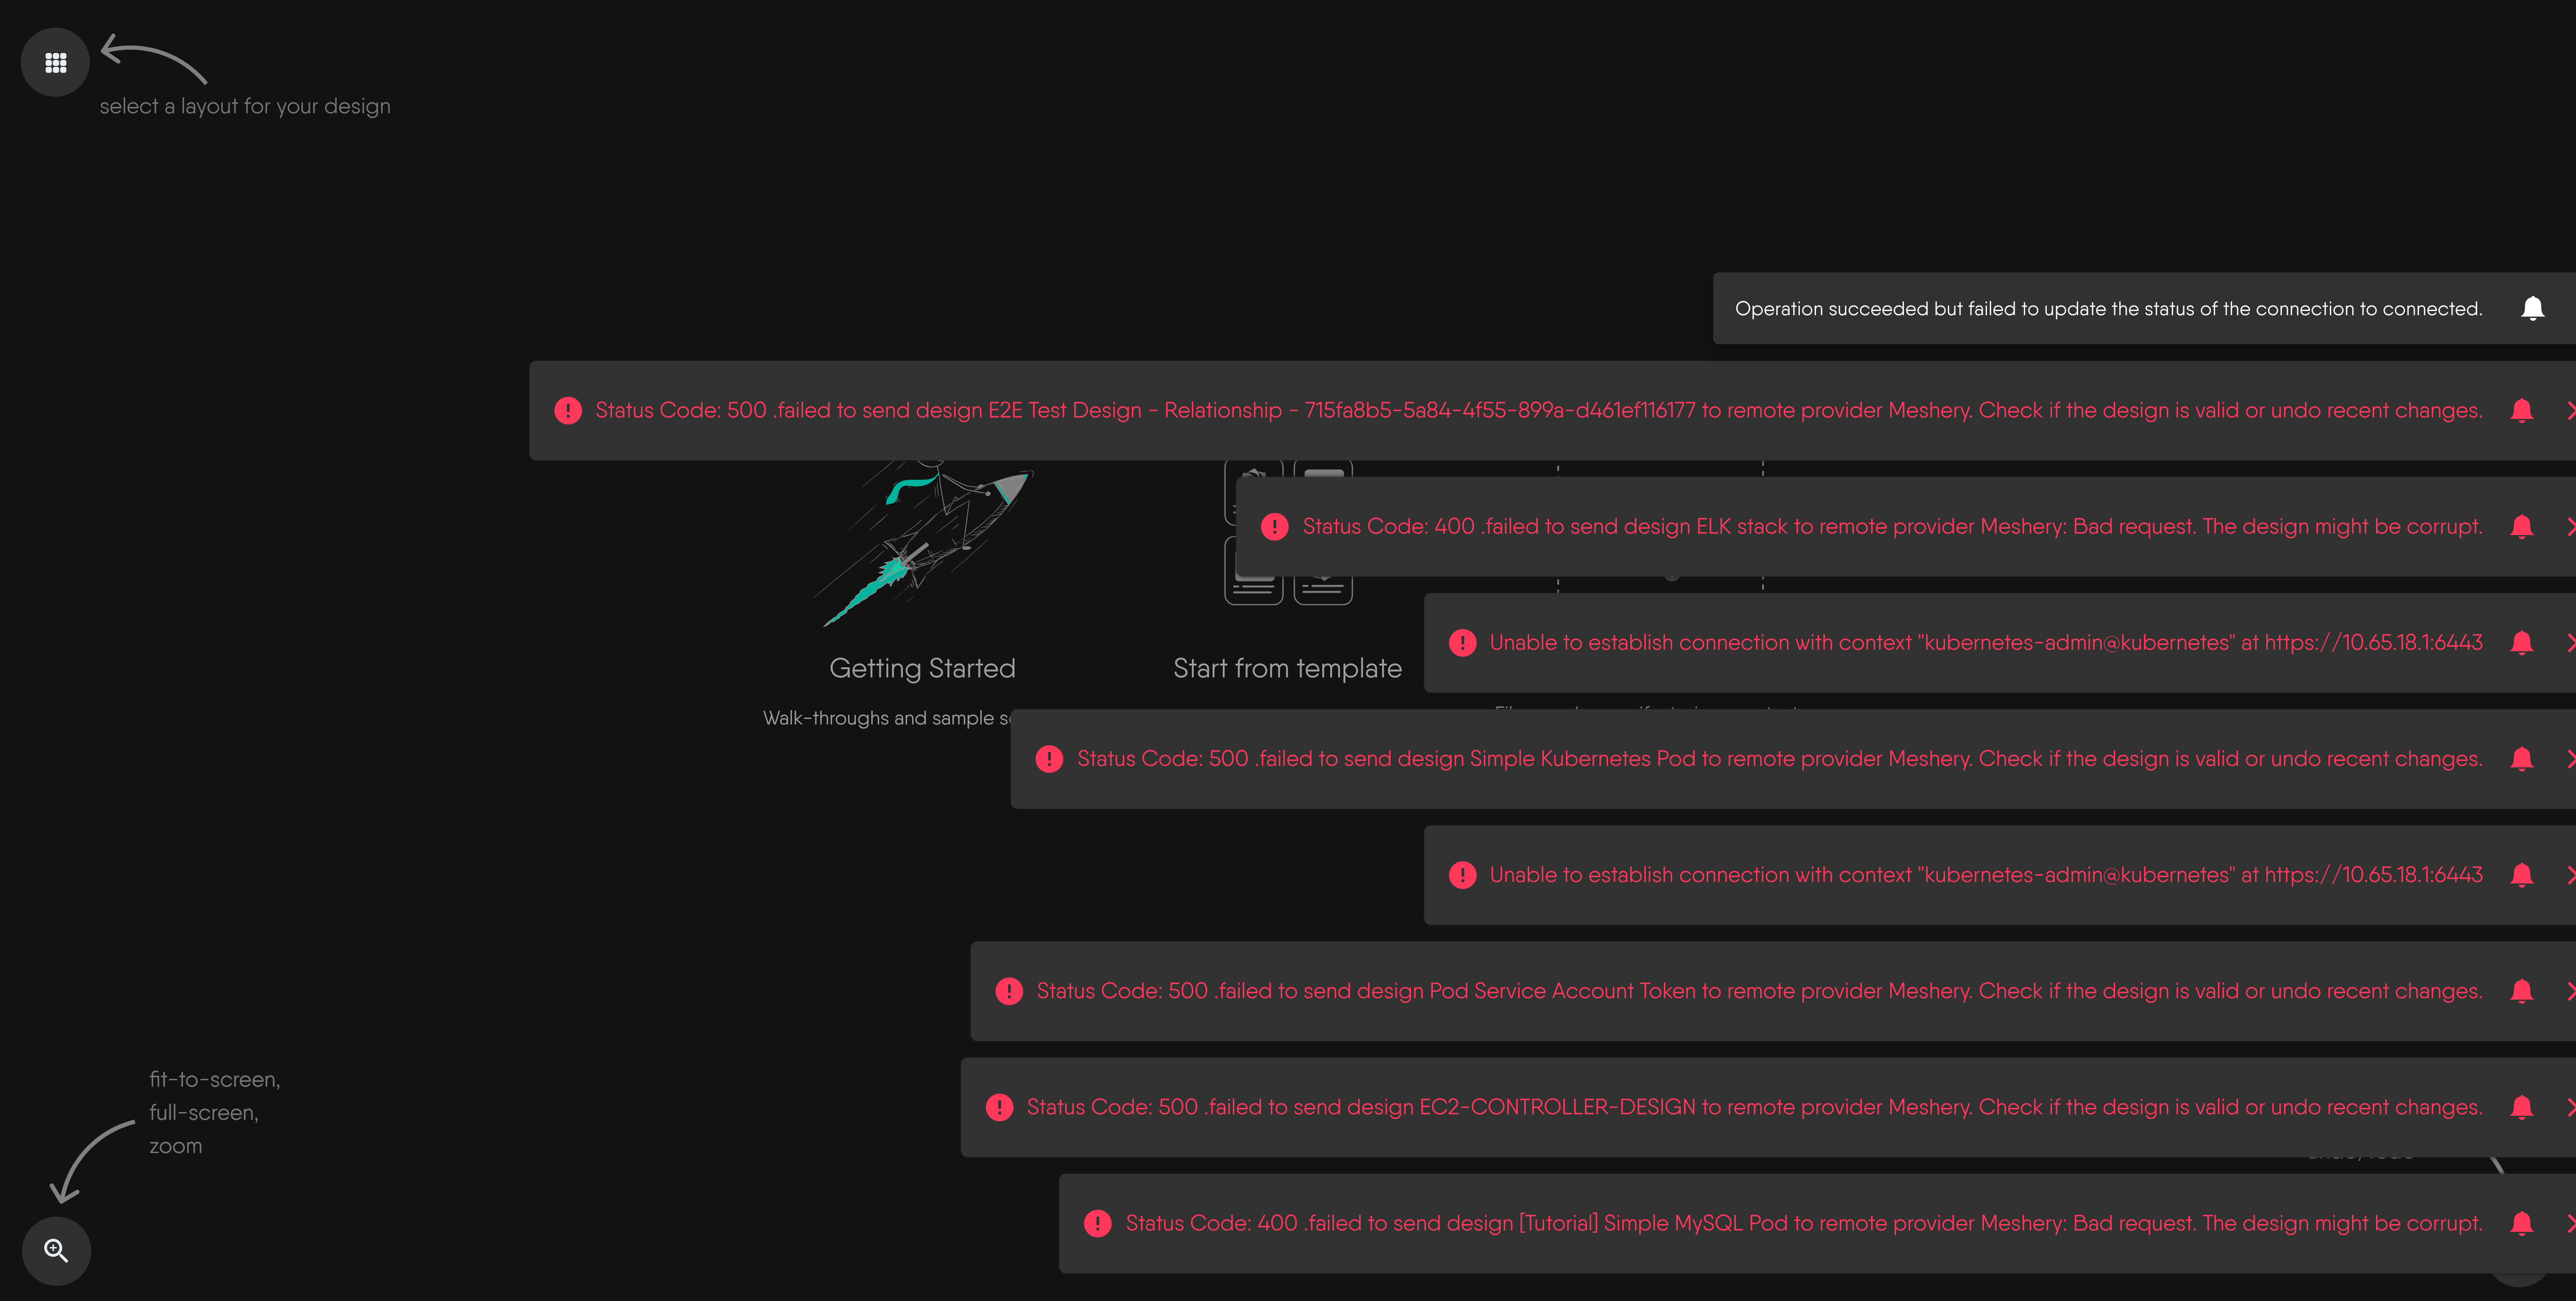 select a layout for your design
Operation succeeded but failed to update the status of the connection to connected.
Status Code: 500 .failed to send design E2E Test Design - Relationship - 715fa8b5-5a84-4f55-899a-d461ef116177 to remote provider Meshery. Check if the design is valid or undo recent changes.
Status Code: 400 .failed to send design ELK stack to remote provider Meshery: Bad request. The design might be corrupt.
Unable to establish connection with context "kubernetes-admin@kubernetes" at https://10.65.18.1:6443
Getting Started
Start from template
Walk-throughs and sample
Status Code: 500 .failed to send design Simple Kubernetes Pod to remote provider Meshery. Check if the design is valid or undo recent changes.
Unable to establish connection with context "kubernetes-admin@kubernetes" at https://10.65.18.1:6443
Status Code: 500 .failed to send design Pod Service Account Token to remote provider Meshery. Check if the design is valid or undo recent changes.
Status Code: 500 .failed to send design EC2-CONTROLLER-DESIGN to remote provider Meshery. Check if the design is valid or undo recent changes.
fit-to-screen,
full-screen,
zoom
Status Code: 400 .failed to send design [Tutorial] Simple MySQL Pod to remote provider Meshery: Bad request. The design might be corrupt.